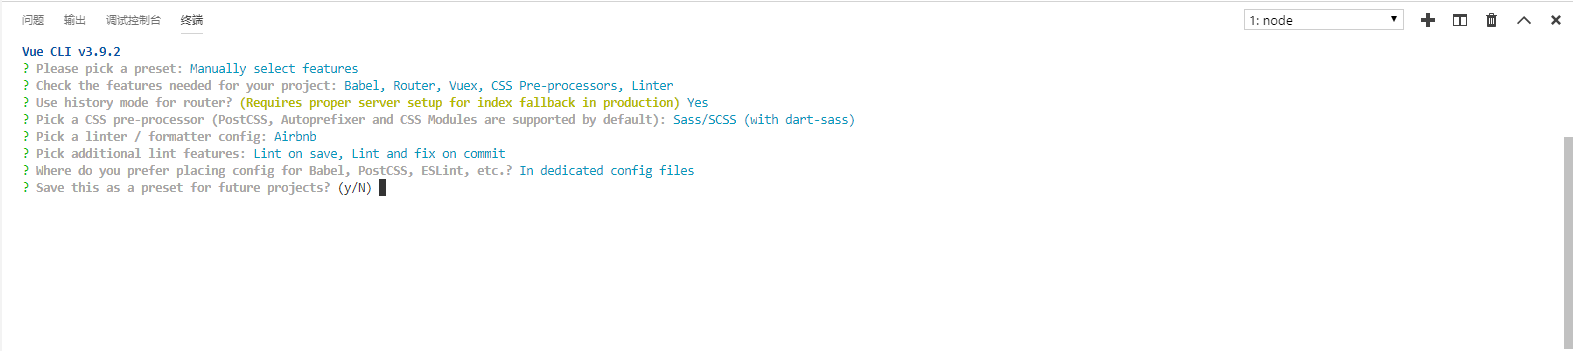 问题 输出 调试控制台 终端 1: node
Vue CLI v3.9.2
? Please pick a preset: Manually select features
? Check the features needed for your project: Babel, Router, Vuex, CSS Pre-processors, Linter
? Use history mode for router? (Requires proper server setup for index fallback in production) Yes
? Pick a CSS pre-processor (PostCSS, Autoprefixer and CSS Modules are supported by default): Sass/SCSS (with dart-sass)
? Pick a linter / formatter config: Airbnb
? Pick additional lint features: Lint on save, Lint and fix on commit
? Where do you prefer placing config for Babel, PostCSS, ESLint, etc.? In dedicated config files
? Save this as a preset for future projects? (y/N)